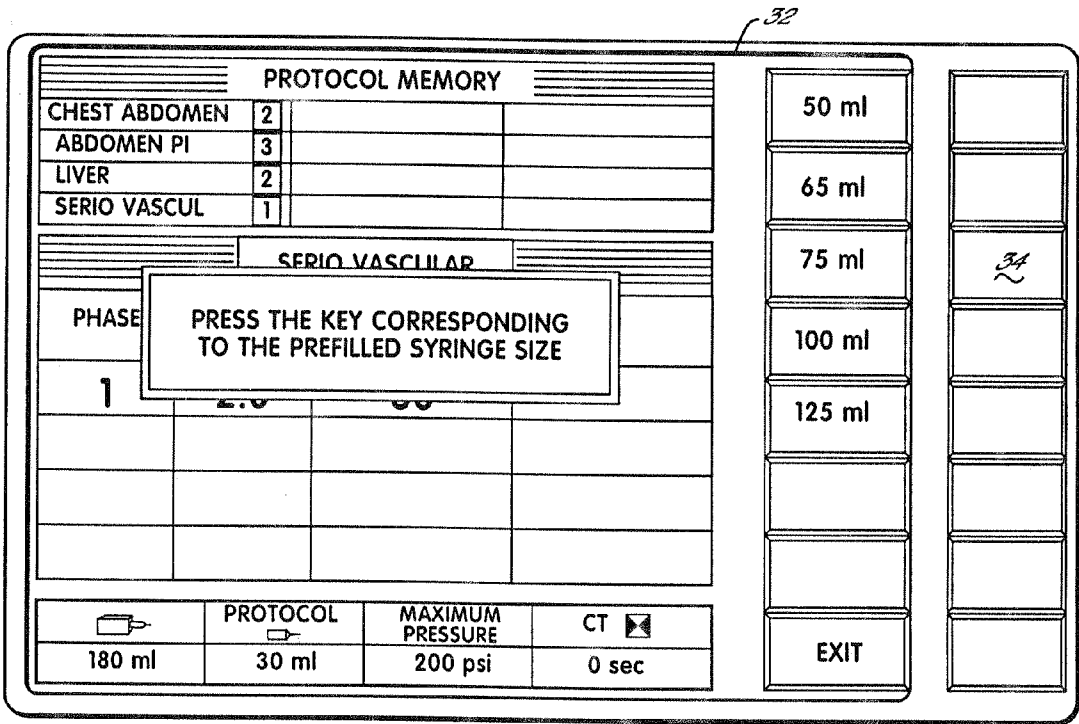 32
PROTOCOL MEMORY
CHEST ABDOMEN 2
ABDOMEN PI 3
LIVER 2
SERIO VASCUL 1
SERIO VASCULAR
PHASE
PRESS THE KEY CORRESPONDING
TO THE PREFILLED SYRINGE SIZE
1
180 ml
PROTOCOL
30 ml
MAXIMUM
PRESSURE
200 psi
CT
0 sec
50 ml
65 ml
75 ml
100 ml
125 ml
EXIT
34